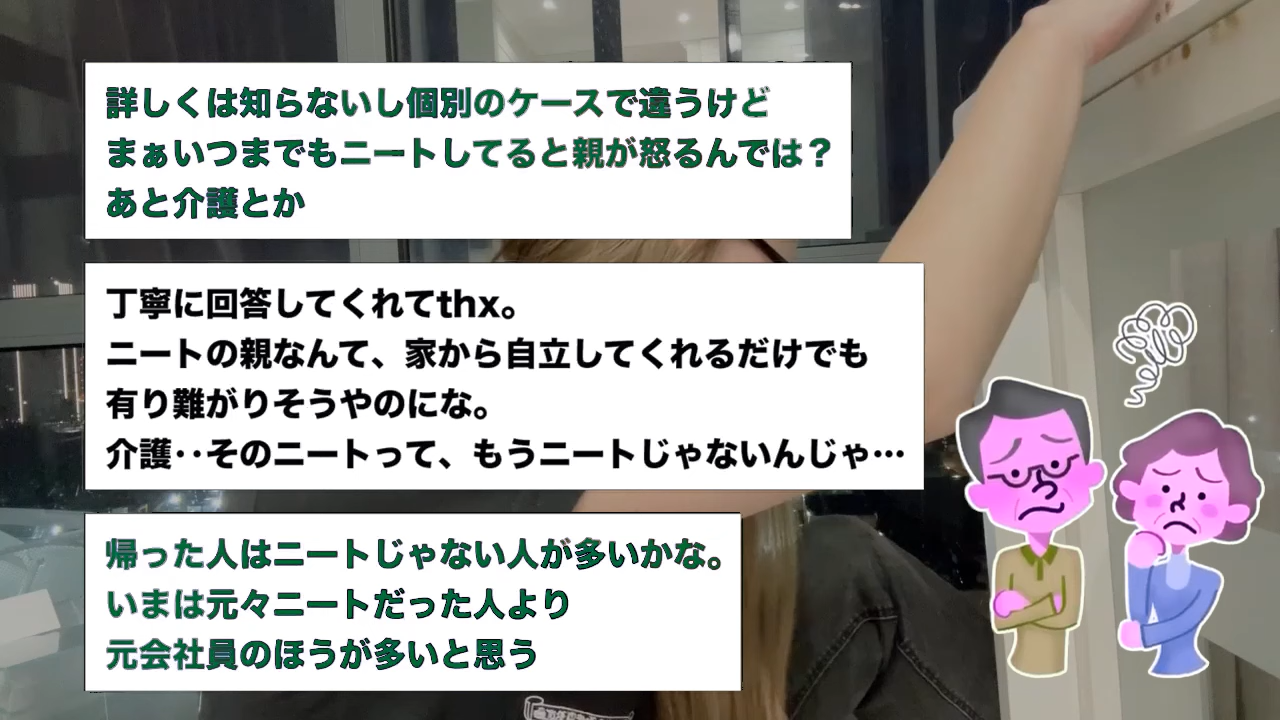 詳しくは知らないし個別のケースで違うけど
まぁいつまでもニートしてると親が怒るんでは？
あと介護とか
丁寧に回答してくれてthx。
ニートの親なんて、家から自立してくれるだけでも
有り難がりそうやのにな。
介護‥そのニートって、もうニートじゃないんじゃ…
帰った人はニートじゃない人が多いかな。
いまは元々ニートだった人より
元会社員のほうが多いと思う